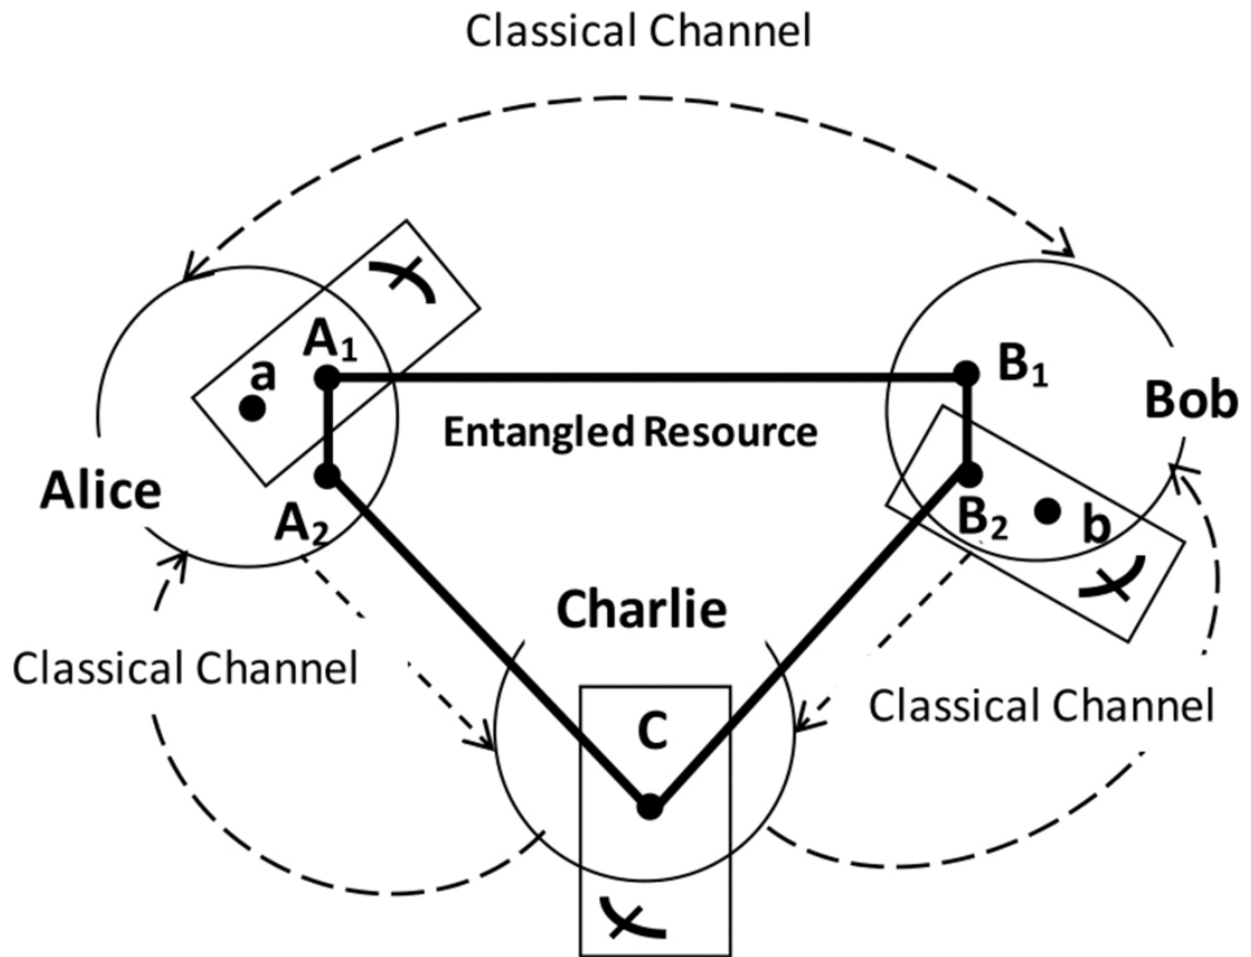 Classical Channel
A₁
a
B₁
Bob
Entangled Resource
Alice
A₂
B₂
b
Charlie
Classical Channel
Classical Channel
C